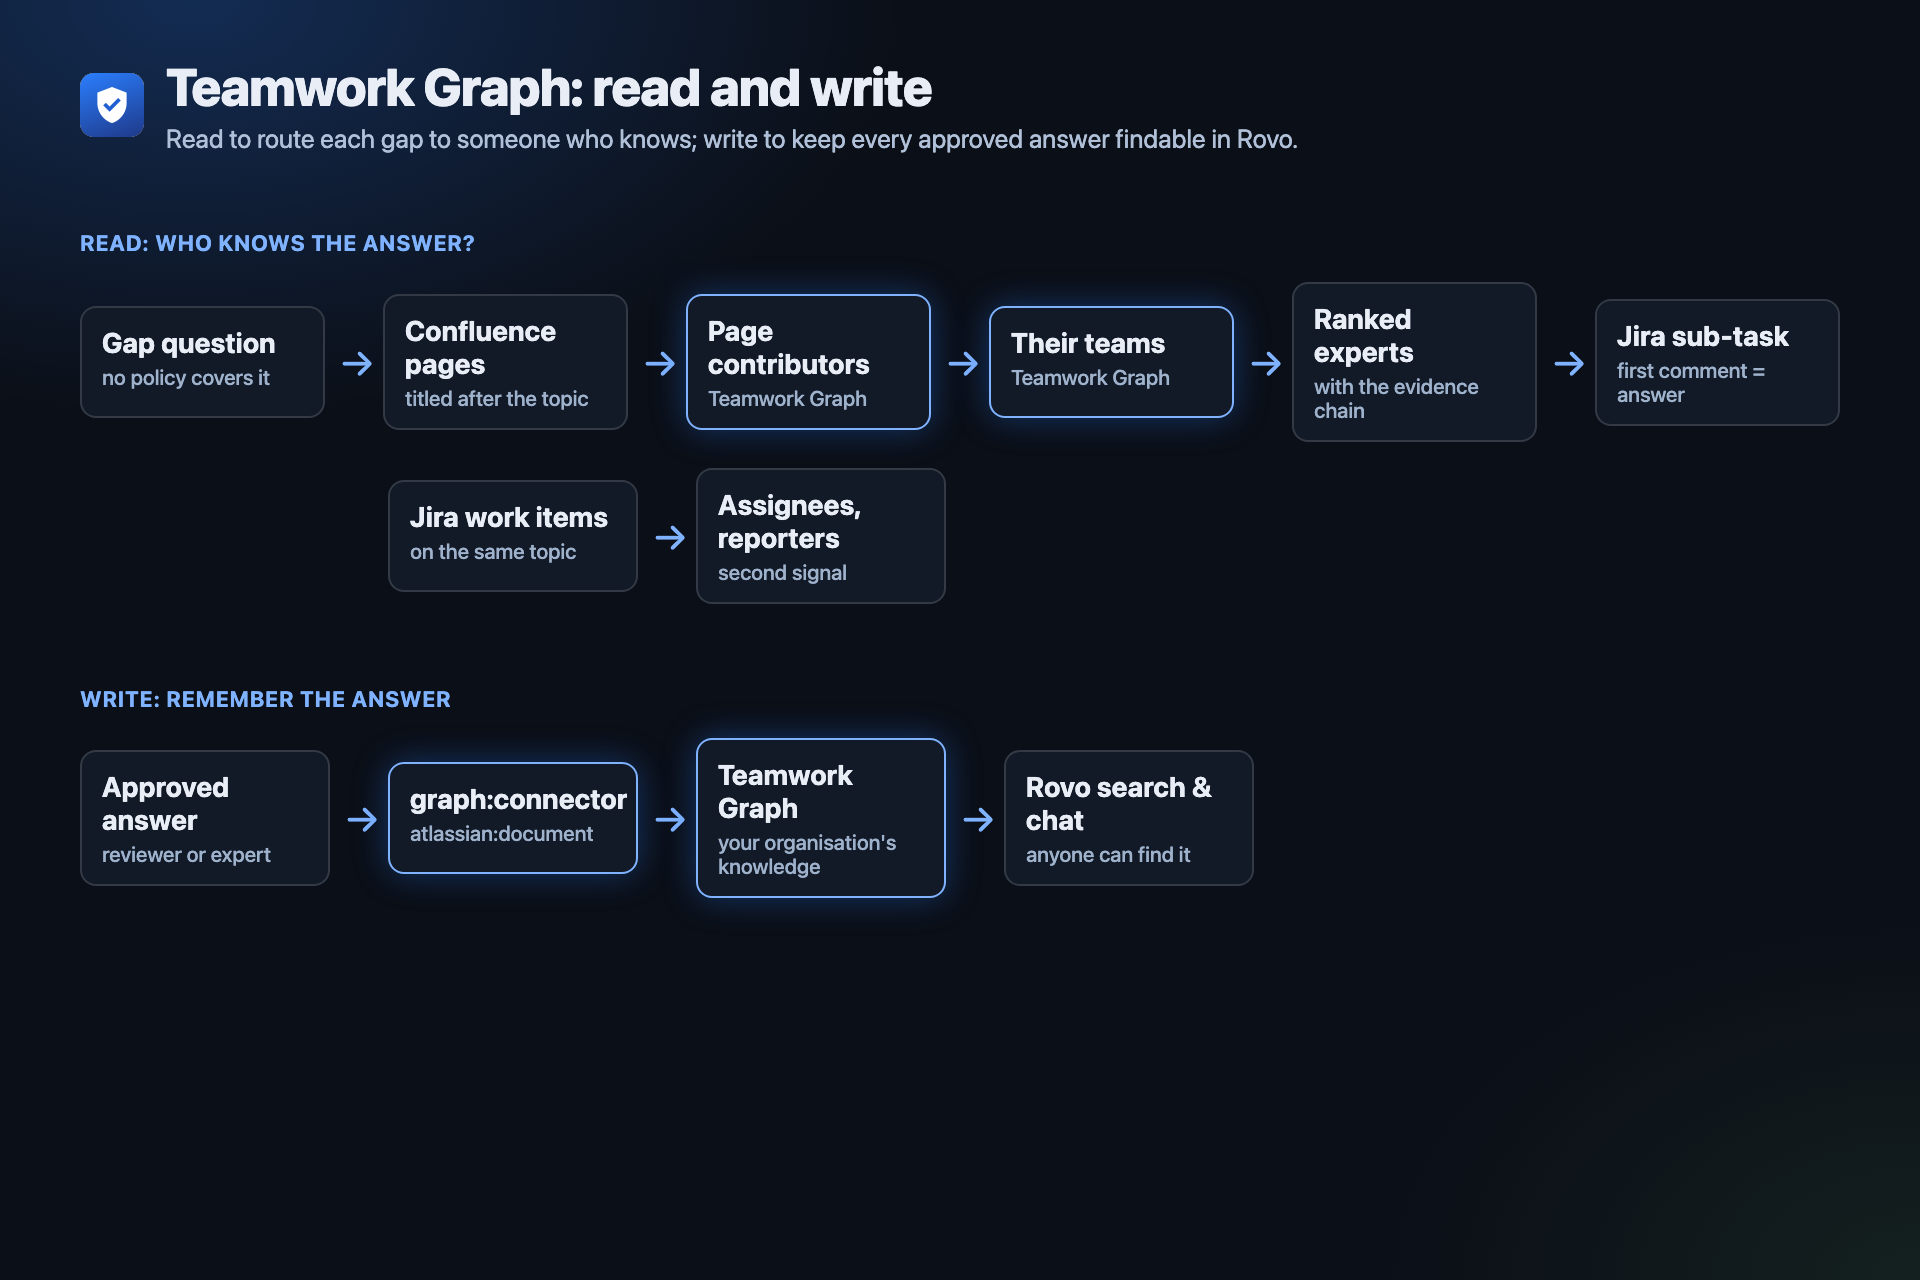 Teamwork Graph: read and write
Read to route each gap to someone who knows; write to keep every approved answer findable in Rovo.
READ: WHO KNOWS THE ANSWER?
Gap question
no policy covers it
Confluence
pages
titled after the topic
Page
contributors
Teamwork Graph
Their teams
Teamwork Graph
Ranked
experts
with the evidence
chain
Jira sub-task
first comment =
answer
Jira work items
on the same topic
Assignees,
reporters
second signal
WRITE: REMEMBER THE ANSWER
Approved
answer
reviewer or expert
graph:connector
atlassian:document
Teamwork
Graph
your organisation's
knowledge
Rovo search &
chat
anyone can find it